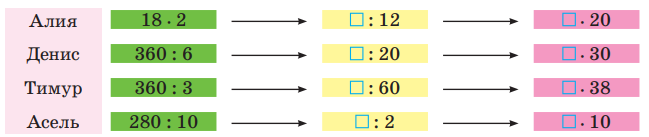 Алия 18 · 2 → □ : 12 → □ · 20
Денис 360 : 6 → □ : 20 → □ · 30
Тимур 360 : 3 → □ : 60 → □ · 38
Асель 280 : 10 → □ : 2 → □ · 10